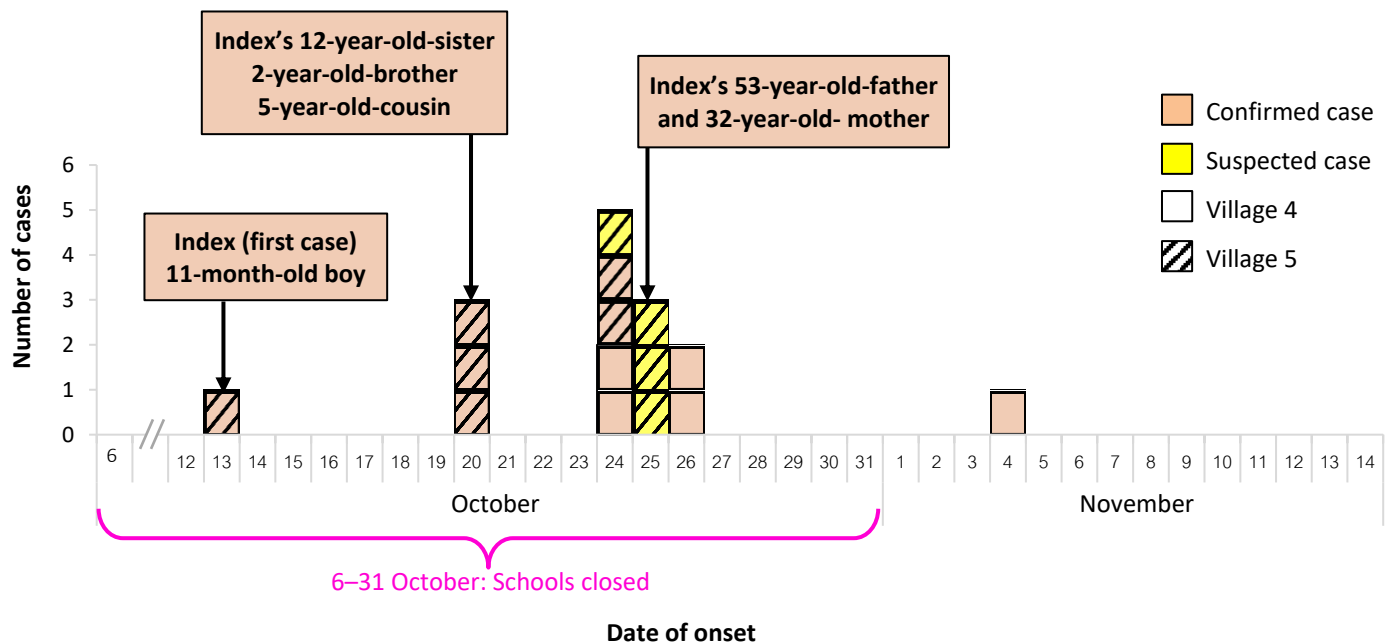 Index’s 12-year-old-sister
2-year-old-brother
5-year-old-cousin
Index’s 53-year-old-father
and 32-year-old- mother
Index (first case)
11-month-old boy
Confirmed case
Suspected case
Village 4
Village 5
Number of cases
6
5
4
3
2
1
0
6 12 13 14 15 16 17 18 19 20 21 22 23 24 25 26 27 28 29 30 31 1 2 3 4 5 6 7 8 9 10 11 12 13 14
October November
6–31 October: Schools closed
Date of onset